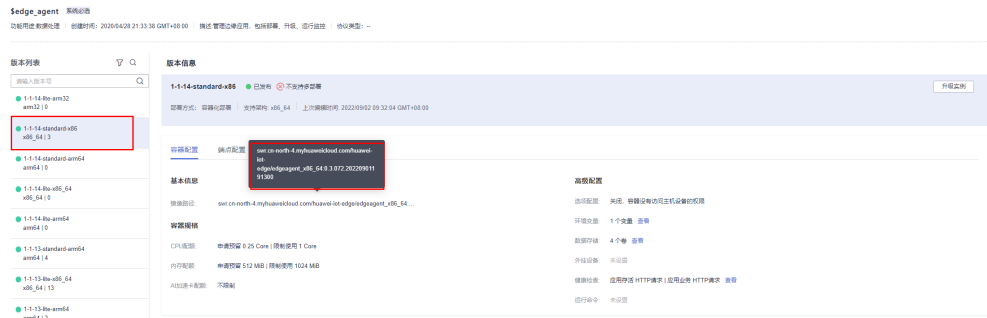 $edge_agent 系统必选
功能用途:数据处理 | 创建时间: 2020/04/28 21:33:38 GMT+08:00 | 描述:管理边缘应用、包括部署、升级、运行监控 | 协议类型: --
版本列表
请输入版本号
1-1-14-lite-arm32
arm32 | 0
1-1-14-standard-x86
x86_64 | 3
1-1-14-standard-arm64
arm64 | 0
1-1-14-lite-x86_64
x86_64 | 0
1-1-14-lite-arm64
arm64 | 0
1-1-13-standard-arm64
arm64 | 4
1-1-13-lite-x86_64
x86_64 | 13
1-1-13-lite-arm64
版本信息
1-1-14-standard-x86 已发布 不支持多部署
升级实例
部署方式: 容器化部署 | 支持架构: x86_64 | 上次编辑时间: 2022/09/02 09:32:04 GMT+08:00
容器配置 端点配置
swr.cn-north-4.myhuaweicloud.com/huawei-
iot-
edge/edgeagent_x86_64:0.3.072.202209011
91300
基本信息
镜像路径: swr.cn-north-4.myhuaweicloud.com/huawei-iot-edge/edgeagent_x86_64:...
容器规格
CPU配额: 申请预留 0.25 Core | 限制使用 1 Core
内存配额: 申请预留 512 MiB | 限制使用 1024 MiB
AI加速卡配额: 不限制
高级配置
选项配置: 关闭、容器没有访问主机设备的权限
环境变量: 1 个变量 查看
数据存储: 4 个卷 查看
外挂设备: 未设置
健康检查: 应用存活 HTTP请求 | 应用业务 HTTP请求 查看
运行命令: 未设置